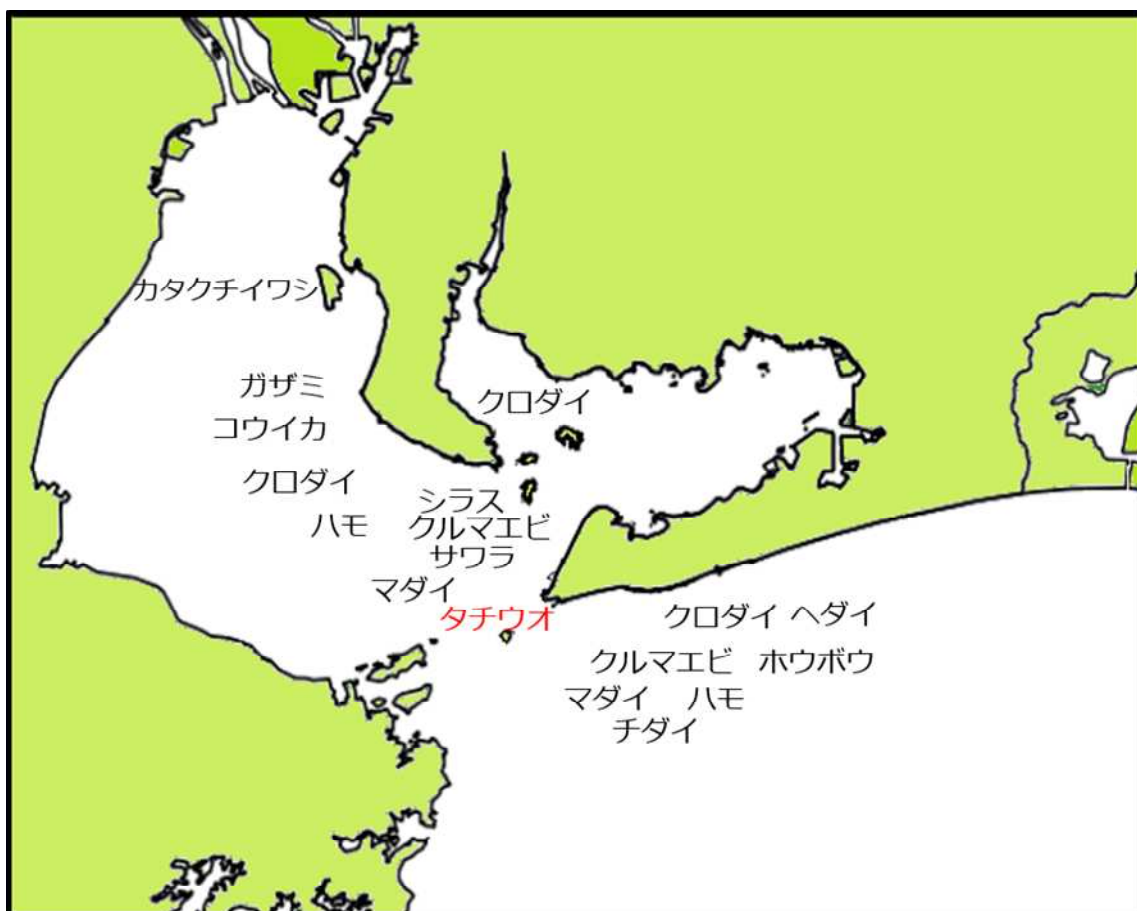 カタクチイワシ
ガザミ
クロダイ
コウイカ
クロダイ
シラス
ハモ
クルマエビ
サワラ
マダイ
タチウオ
クロダイ ヘダイ
クルマエビ ホウボウ
マダイ ハモ
チダイ